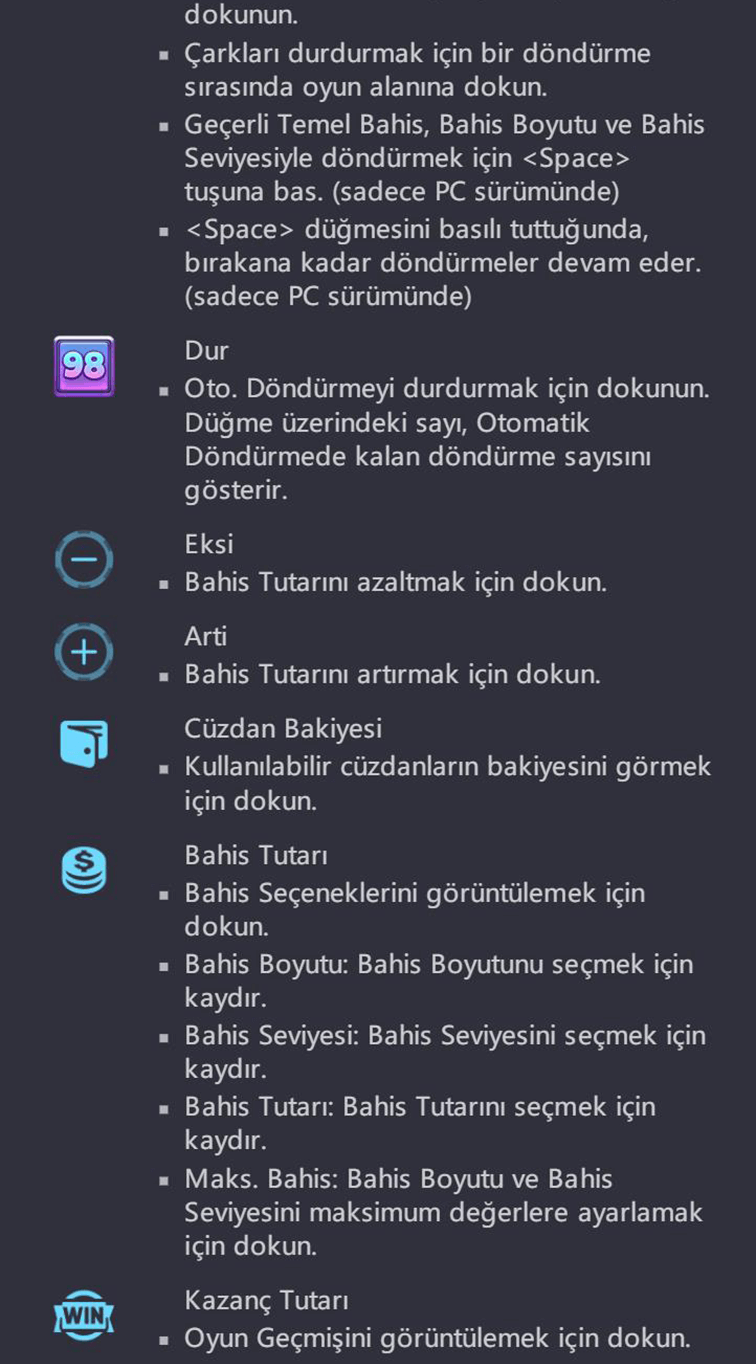 dokunun.
▪ Çarkları durdurmak için bir döndürme
sırasında oyun alanına dokun.
▪ Geçerli Temel Bahis, Bahis Boyutu ve Bahis
Seviyesiyle döndürmek için <Space>
tuşuna bas. (sadece PC sürümünde)
▪ <Space> düğmesini basılı tuttuğunda,
bırakana kadar döndürmeler devam eder.
(sadece PC sürümünde)
98
Dur
▪ Oto. Döndürmeyi durdurmak için dokunun.
Düğme üzerindeki sayı, Otomatik
Döndürmede kalan döndürme sayısını
gösterir.
Eksi
▪ Bahis Tutarını azaltmak için dokun.
Arti
▪ Bahis Tutarını artırmak için dokun.
Cüzdan Bakiyesi
▪ Kullanılabilir cüzdanların bakiyesini görmek
için dokun.
$
Bahis Tutarı
▪ Bahis Seçeneklerini görüntülemek için
dokun.
▪ Bahis Boyutu: Bahis Boyutunu seçmek için
kaydır.
▪ Bahis Seviyesi: Bahis Seviyesini seçmek için
kaydır.
▪ Bahis Tutarı: Bahis Tutarını seçmek için
kaydır.
▪ Maks. Bahis: Bahis Boyutu ve Bahis
Seviyesini maksimum değerlere ayarlamak
için dokun.
WIN
Kazanç Tutarı
▪ Oyun Geçmişini görüntülemek için dokun.